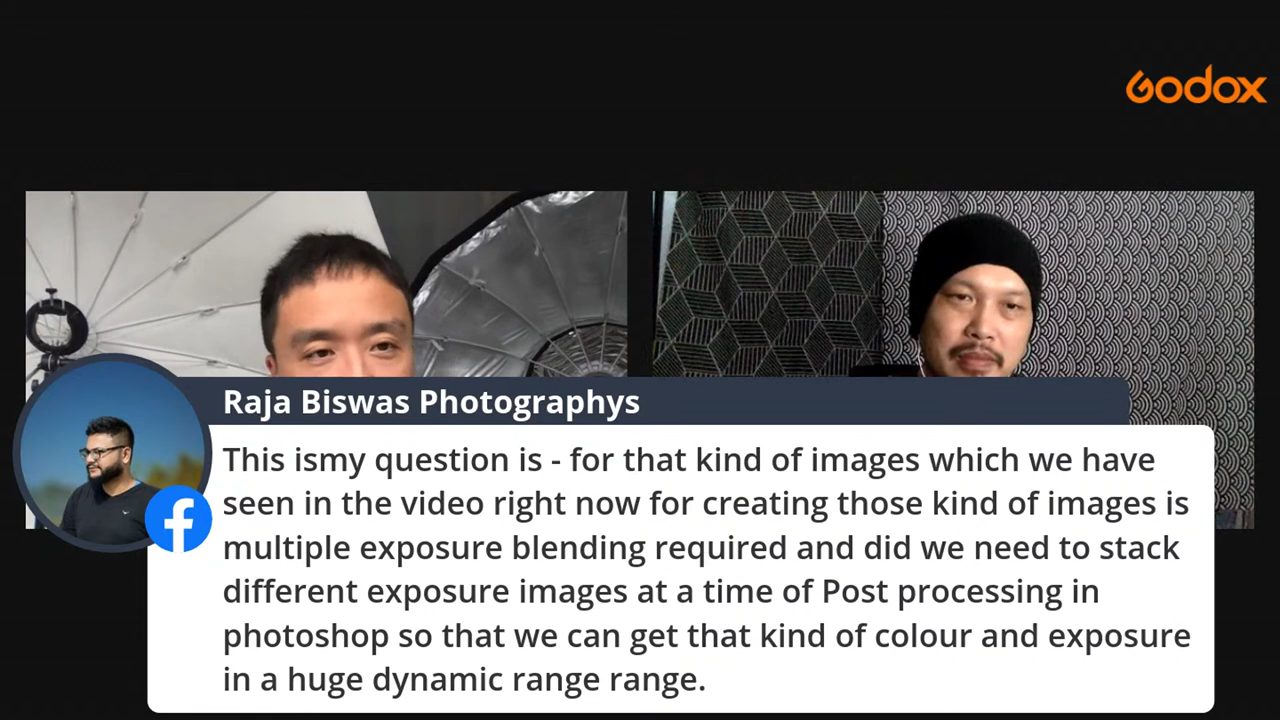 Godox
Raja Biswas Photographys
This ismy question is - for that kind of images which we have
seen in the video right now for creating those kind of images is
multiple exposure blending required and did we need to stack
different exposure images at a time of Post processing in
photoshop so that we can get that kind of colour and exposure
in a huge dynamic range range.